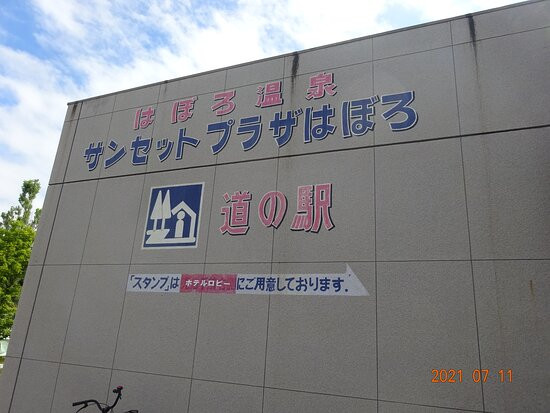 はぼろ温泉
サンセットプラザはぼろ
道の駅
「スタンプ」は ホテルロビー にご用意しております.
2021 07 11